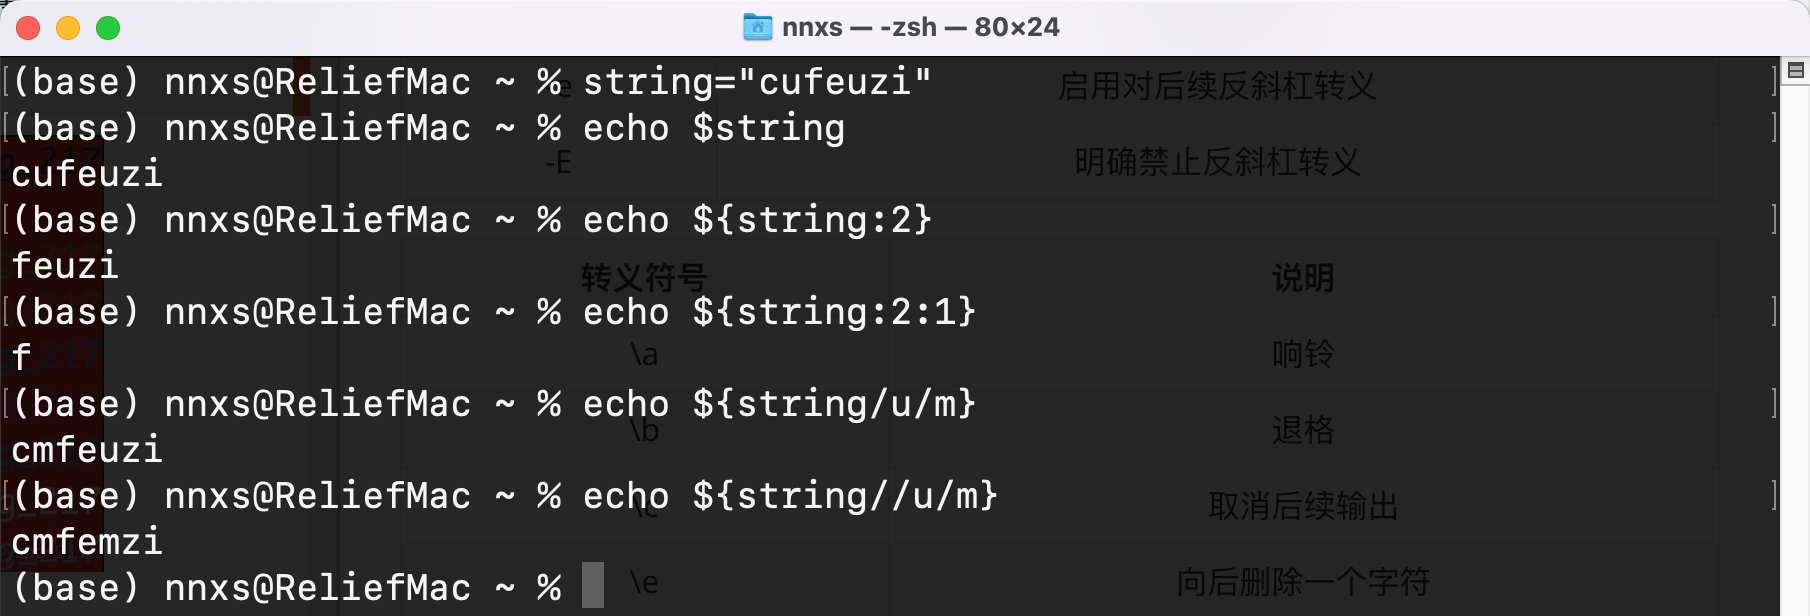 nnxs — -zsh — 80×24
(base) nnxs@ReliefMac ~ % string="cufeuzi"
(base) nnxs@ReliefMac ~ % echo $string
cufeuzi
(base) nnxs@ReliefMac ~ % echo ${string:2}
feuzi
(base) nnxs@ReliefMac ~ % echo ${string:2:1}
f
(base) nnxs@ReliefMac ~ % echo ${string/u/m}
cmfeuzi
(base) nnxs@ReliefMac ~ % echo ${string//u/m}
cmfemzi
(base) nnxs@ReliefMac ~ %
-e 启用对后续反斜杠转义
-E 明确禁止反斜杠转义
转义符号 说明
\a 响铃
\b 退格
\c 取消后续输出
\e 向后删除一个字符